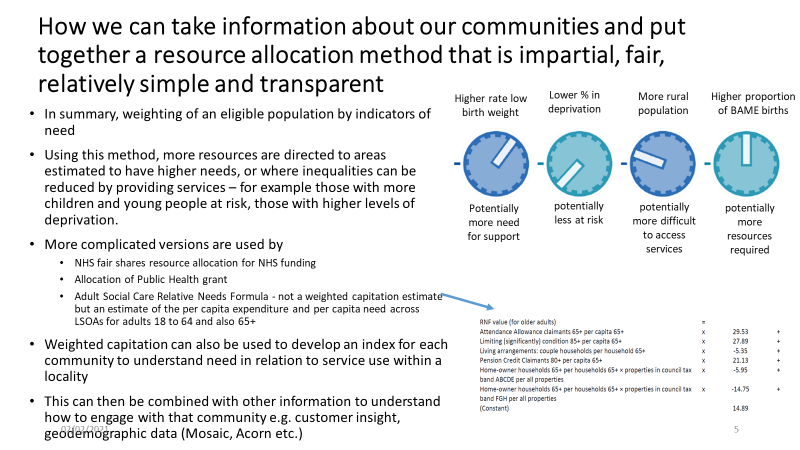 How we can take information about our communities and put
together a resource allocation method that is impartial, fair,
relatively simple and transparent
• In summary, weighting of an eligible population by indicators of
need
• Using this method, more resources are directed to areas
estimated to have higher needs, or where inequalities can be
reduced by providing services – for example those with more
children and young people at risk, those with higher levels of
deprivation.
• More complicated versions are used by
• NHS fair shares resource allocation for NHS funding
• Allocation of Public Health grant
• Adult Social Care Relative Needs Formula - not a weighted capitation estimate
but an estimate of the per capita expenditure and per capita need across
LSOAs for adults 18 to 64 and also 65+
• Weighted capitation can also be used to develop an index for each
community to understand need in relation to service use within a
locality
• This can then be combined with other information to understand
how to engage with that community e.g. customer insight,
geodemographic data (Mosaic, Acorn etc.)
Higher rate low
birth weight
Potentially
more need
for support
Lower % in
deprivation
potentially
less at risk
More rural
population
potentially
more difficult
to access
services
Higher proportion
of BAME births
potentially
more
resources
required
RNF value (for older adults) =
Attendance Allowance claimants 65+ per capita 65+ x 29.53 +
Limiting (significantly) condition 85+ per capita 65+ x 27.89 +
Living arrangements: couple households per household 65+ x -5.35 +
Pension Credit Claimants 80+ per capita 65+ x 21.13 +
Home-owner households 65+ per households 65+ × properties in council tax x -5.95 +
band ABCDE per all properties
Home-owner households 65+ per households 65+ × properties in council tax x -14.75 +
band FGH per all properties
(Constant) 14.89
5